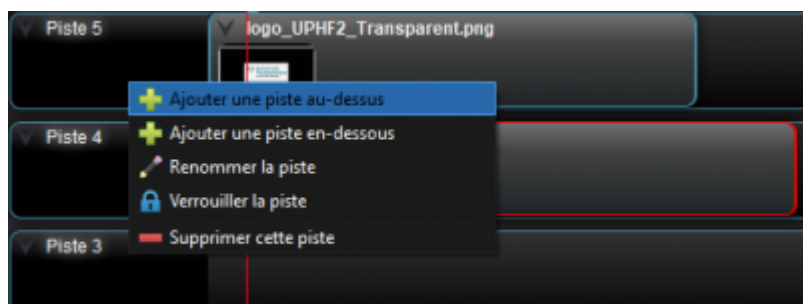 Piste 5
logo_UPHF2_Transparent.png
Ajouter une piste au-dessus
Ajouter une piste en-dessous
Piste 4
Renommer la piste
Verrouiller la piste
Supprimer cette piste
Piste 3